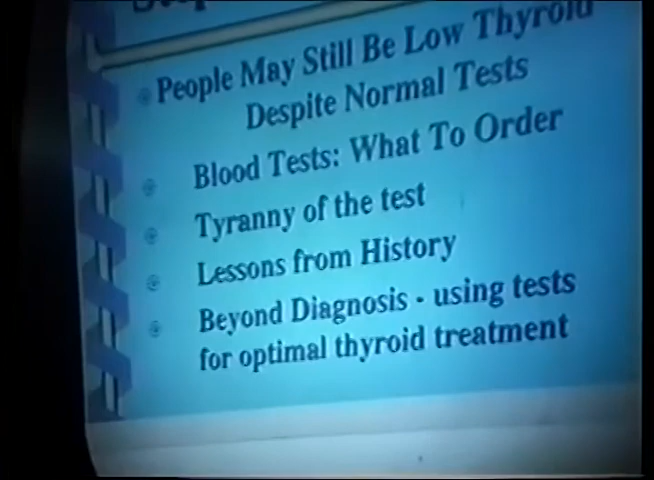 People May Still Be Low Thyroid
Despite Normal Tests
Blood Tests: What To Order
Tyranny of the test
Lessons from History
Beyond Diagnosis - using tests
for optimal thyroid treatment